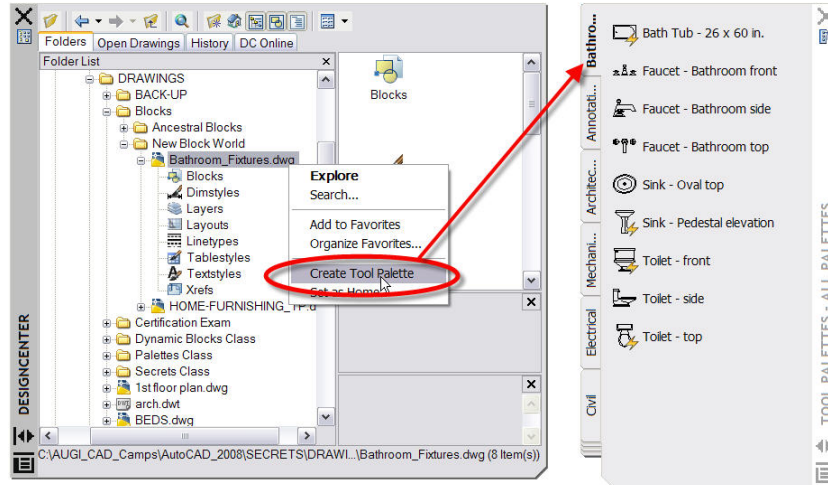 Folders
Open Drawings
History
DC Online
Folder List
DRAWINGS
BACK-UP
Blocks
Ancestral Blocks
New Block World
Bathroom_Fixtures.dwg
Blocks
Dimstyles
Layers
Layouts
Linetypes
Tablestyles
Textstyles
Xrefs
HOME-FURNISHING_TP.d
Certification Exam
Dynamic Blocks Class
Palettes Class
Secrets Class
1st floor plan.dwg
arch.dwt
BEDS.dwg
Blocks
Explore
Search...
Add to Favorites
Organize Favorites...
Create Tool Palette
Set as Home
DESIGNCENTER
C:\AUGI_CAD_Camps\AutoCAD_2008\SECRETS\DRAWI...\Bathroom_Fixtures.dwg (8 Item(s))
Bathro...
Annotati...
Architec...
Mechani...
Electrical
Civil
Bath Tub - 26 x 60 in.
Faucet - Bathroom front
Faucet - Bathroom side
Faucet - Bathroom top
Sink - Oval top
Sink - Pedestal elevation
Toilet - front
Toilet - side
Toilet - top
TOOL PALETTES - ALL PALETTES